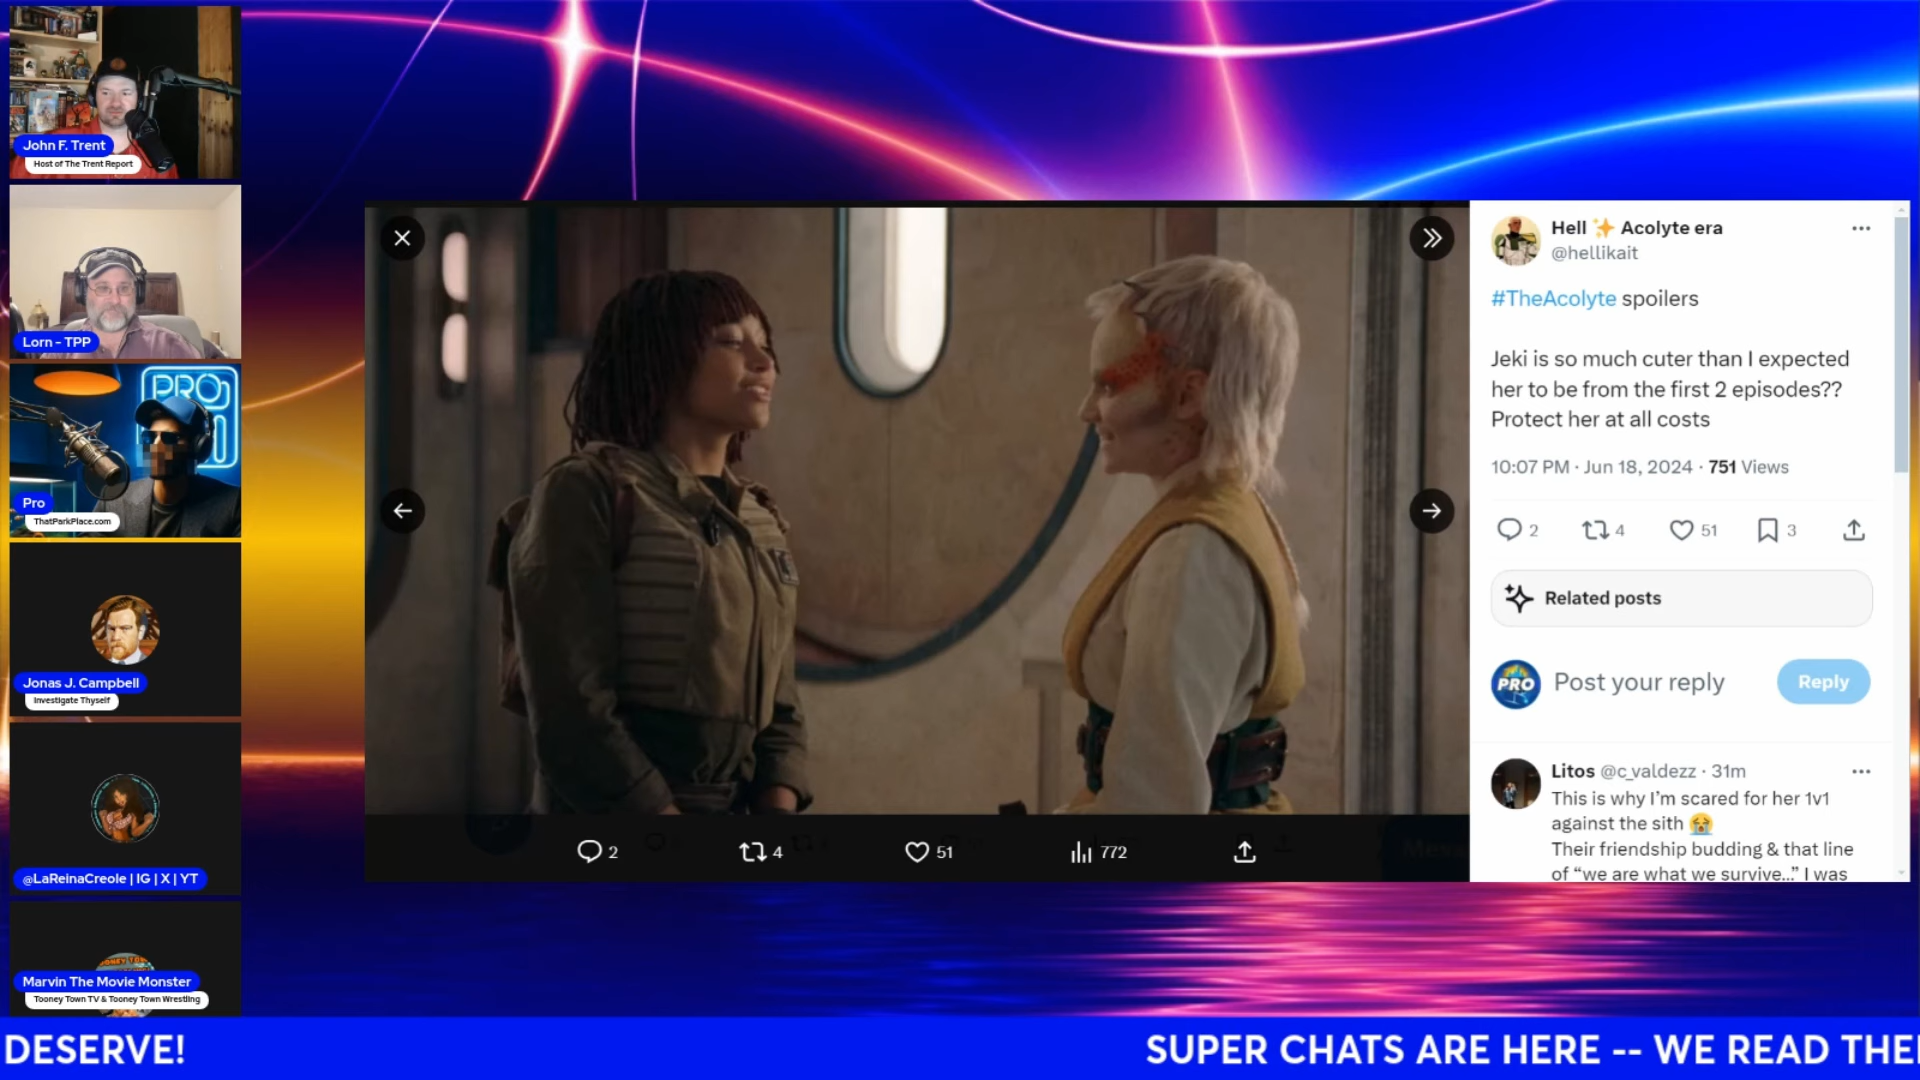 John F. Trent
Host of The Trent Report
Lorn - TPP
PRO
Pro
ThatParkPlace.com
Jonas J. Campbell
Investigate Thyself
@LaReinaCreole | IG | X | YT
Marvin The Movie Monster
Tooney Town TV & Tooney Town Wrestling
2
4
51
772
Hell ✨ Acolyte era
@hellikait
#TheAcolyte spoilers
Jeki is so much cuter than I expected
her to be from the first 2 episodes??
Protect her at all costs
10:07 PM · Jun 18, 2024 · 751 Views
2
4
51
3
Related posts
PRO
Post your reply
Reply
Litos @c_valdezz · 31m
This is why I’m scared for her 1v1
against the sith 😭
Their friendship budding & that line
of “we are what we survive...” I was
DESERVE!
SUPER CHATS ARE HERE -- WE READ THE